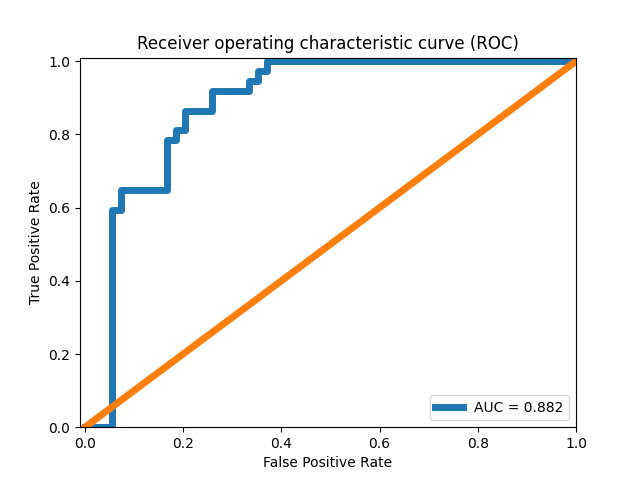 Receiver operating characteristic curve (ROC)
True Positive Rate
1.0
0.8
0.6
0.4
0.2
0.0
AUC = 0.882
0.0 0.2 0.4 0.6 0.8 1.0
False Positive Rate